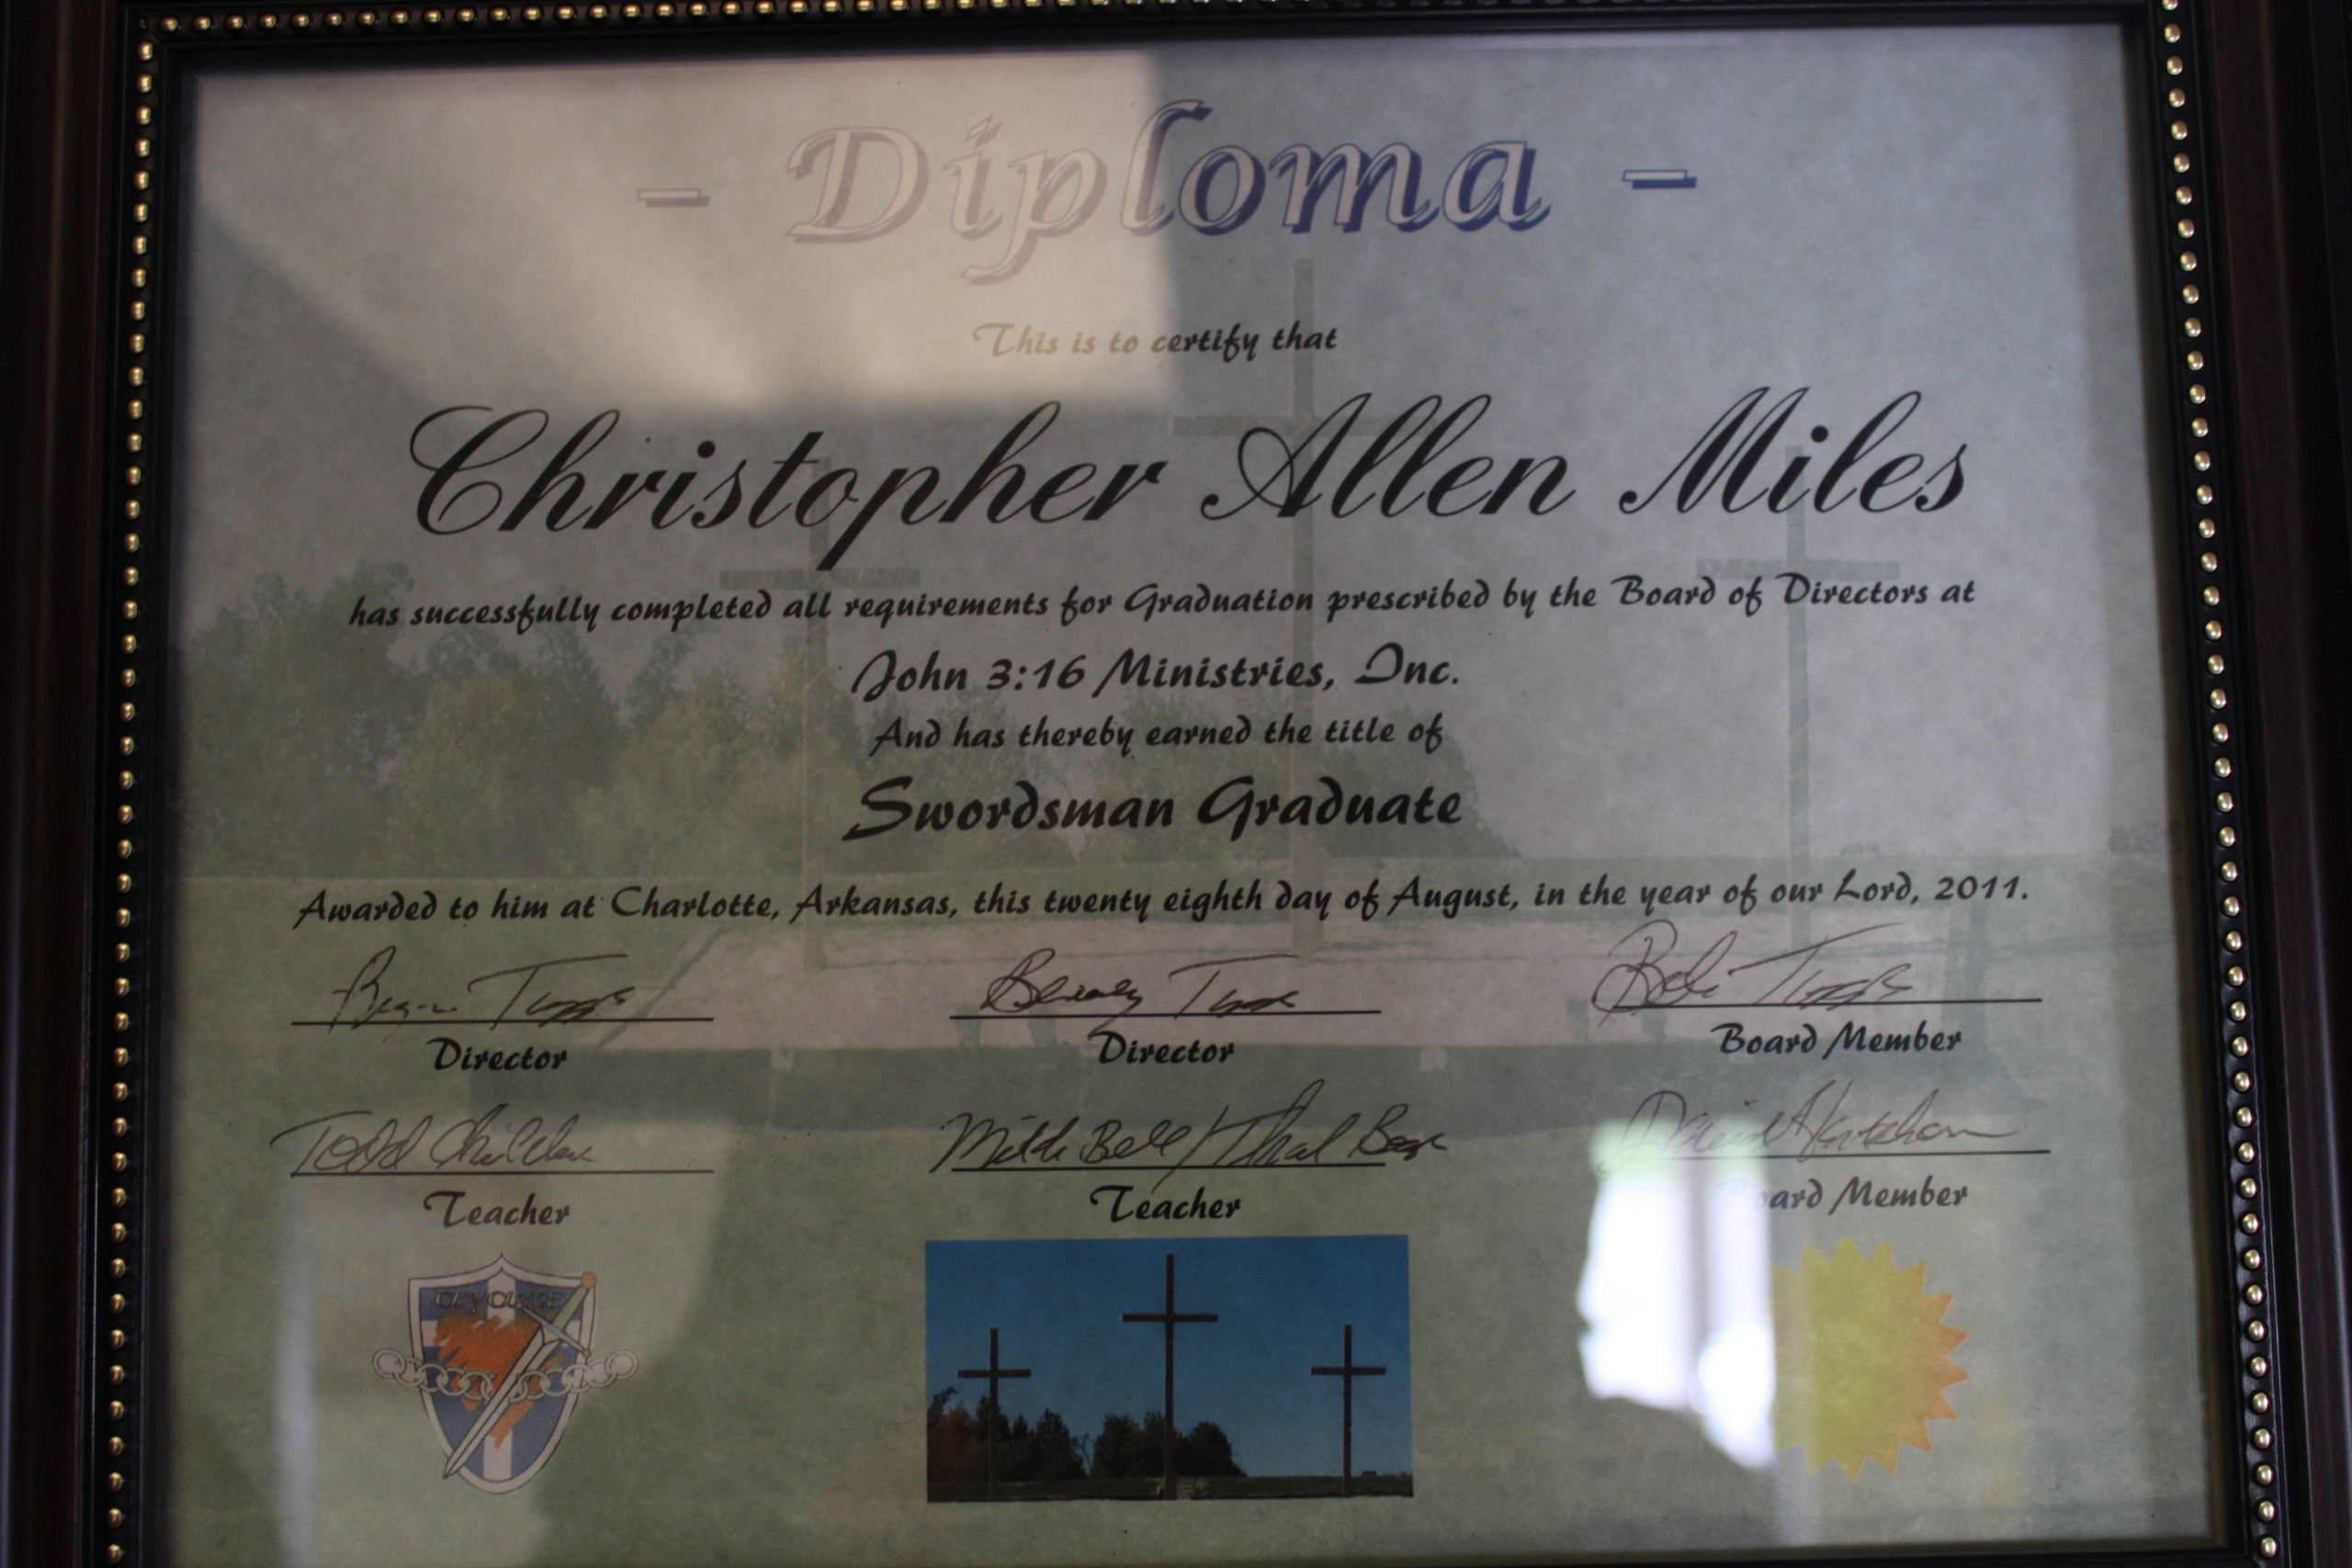 - Diploma -
This is to certify that
Christopher Allen Miles
has successfully completed all requirements for Graduation prescribed by the Board of Directors at
John 3:16 Ministries, Inc.
And has thereby earned the title of
Swordsman Graduate
Awarded to him at Charlotte, Arkansas, this twenty eighth day of August, in the year of our Lord, 2011.
Director Director Board Member
Todd
Teacher Teacher Board Member